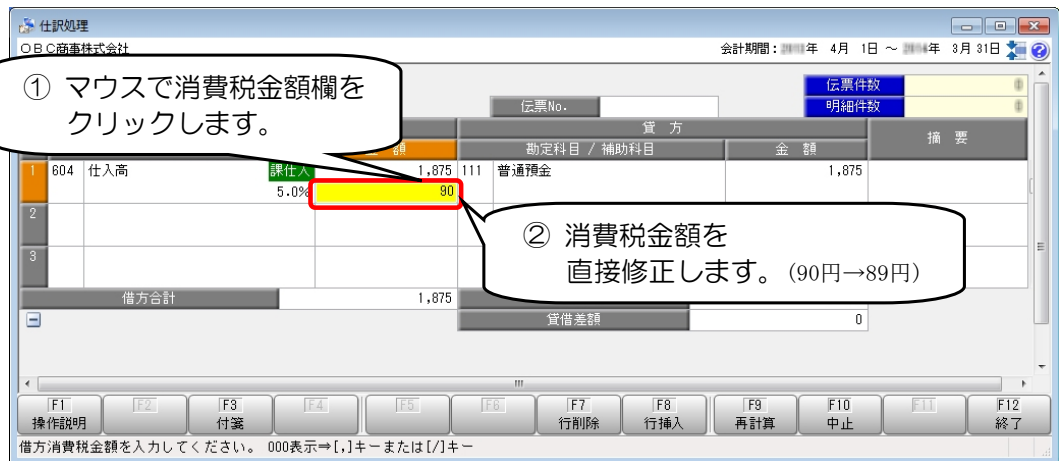 仕訳処理
OBC商事株式会社
会計期間: 年 4月 1日 ~ 年 3月 31日
① マウスで消費税金額欄を
クリックします。
伝票件数 0
伝票No.
明細件数 0
貸 方
摘 要
額
勘定科目 / 補助科目
金 額
1 604 仕入高 課仕入 1,875 111 普通預金 1,875
5.0% 90
2
② 消費税金額を
直接修正します。(90円→89円)
3
借方合計 1,875
貸借差額 0
F1 F2 F3 F4 F5 F6 F7 F8 F9 F10 F11 F12
操作説明 付箋 行削除 行挿入 再計算 中止 終了
借方消費税金額を入力してください。 000表示⇒[,]キーまたは[/]キー